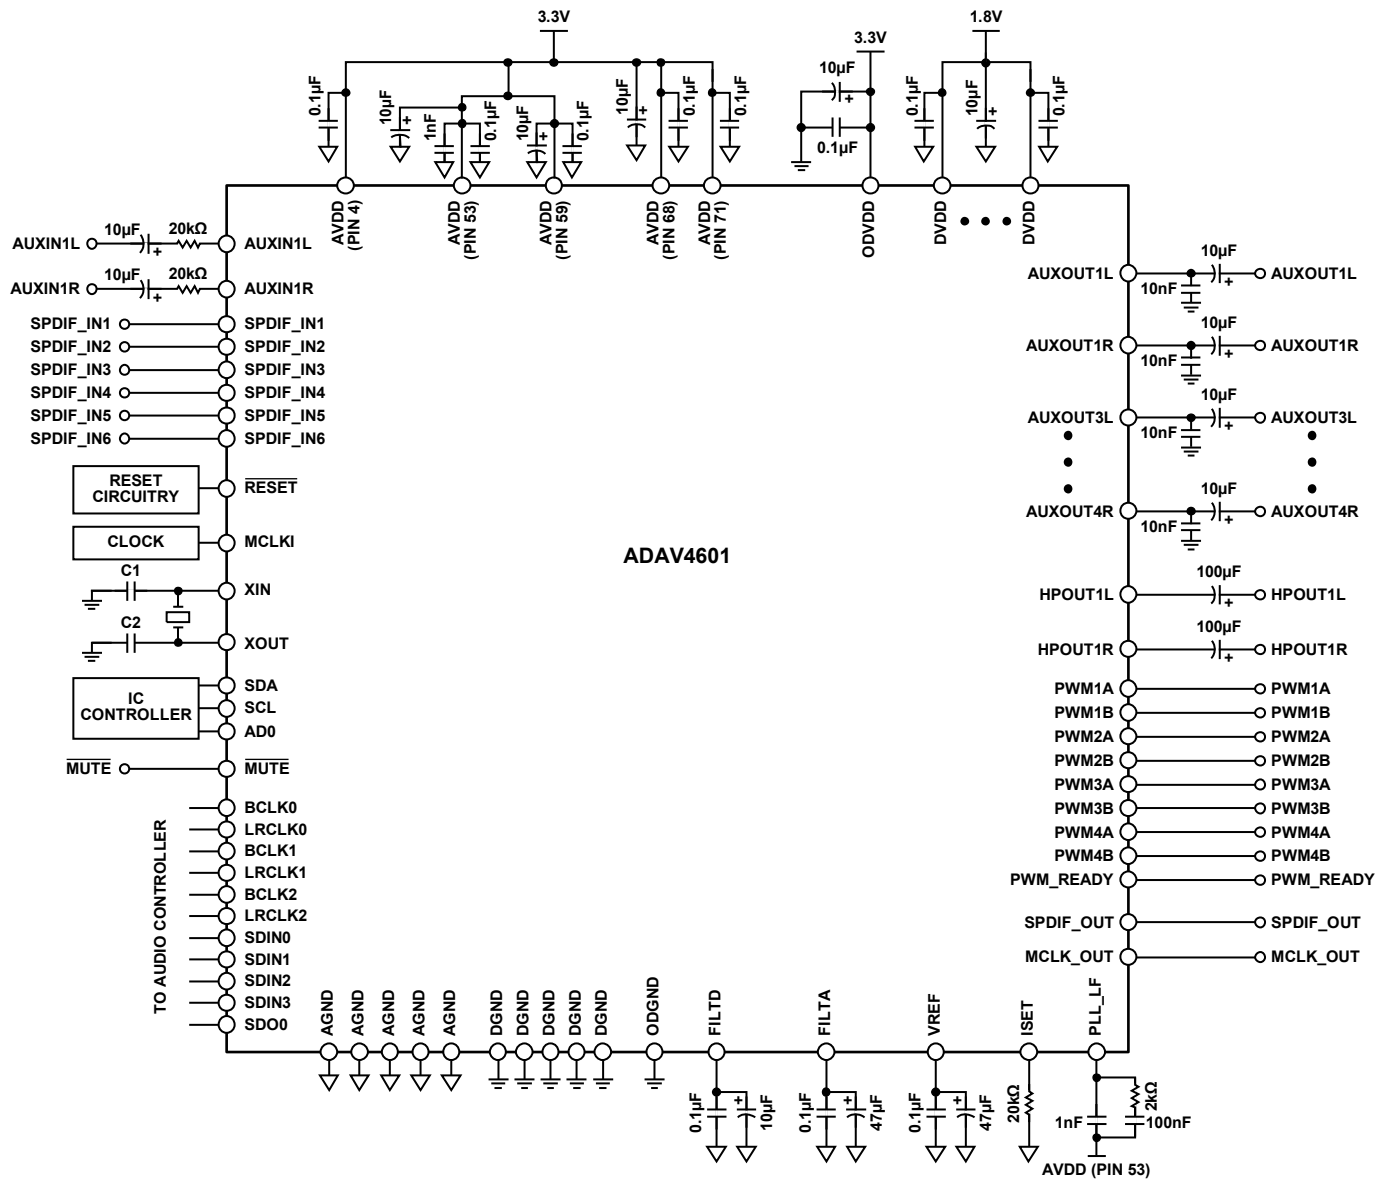 3.3V
3.3V
1.8V
0.1µF
10µF
1nF
0.1µF
10µF
0.1µF
10µF
0.1µF
0.1µF
10µF
0.1µF
0.1µF
10µF
0.1µF
AVDD
(PIN 4)
AVDD
(PIN 53)
AVDD
(PIN 59)
AVDD
(PIN 68)
AVDD
(PIN 71)
ODVDD
DVDD
DVDD
AUXIN1L 10µF 20kΩ AUXIN1L
AUXIN1R 10µF 20kΩ AUXIN1R
SPDIF_IN1 SPDIF_IN1
SPDIF_IN2 SPDIF_IN2
SPDIF_IN3 SPDIF_IN3
SPDIF_IN4 SPDIF_IN4
SPDIF_IN5 SPDIF_IN5
SPDIF_IN6 SPDIF_IN6
RESET
CIRCUITRY
RESET
CLOCK
MCLKI
C1
XIN
C2
XOUT
IC
CONTROLLER
SDA
SCL
AD0
MUTE MUTE
TO AUDIO CONTROLLER
BCLK0
LRCLK0
BCLK1
LRCLK1
BCLK2
LRCLK2
SDIN0
SDIN1
SDIN2
SDIN3
SDO0
ADAV4601
AUXOUT1L 10nF 10µF AUXOUT1L
AUXOUT1R 10nF 10µF AUXOUT1R
AUXOUT3L 10nF 10µF AUXOUT3L
AUXOUT4R 10nF 10µF AUXOUT4R
HPOUT1L 100µF HPOUT1L
HPOUT1R 100µF HPOUT1R
PWM1A PWM1A
PWM1B PWM1B
PWM2A PWM2A
PWM2B PWM2B
PWM3A PWM3A
PWM3B PWM3B
PWM4A PWM4A
PWM4B PWM4B
PWM_READY PWM_READY
SPDIF_OUT SPDIF_OUT
MCLK_OUT MCLK_OUT
AGND
AGND
AGND
AGND
AGND
DGND
DGND
DGND
DGND
DGND
ODGND
FILTD
FILTA
VREF
ISET
PLL_LF
0.1µF
10µF
0.1µF
47µF
0.1µF
47µF
20kΩ
2kΩ
1nF
100nF
AVDD (PIN 53)